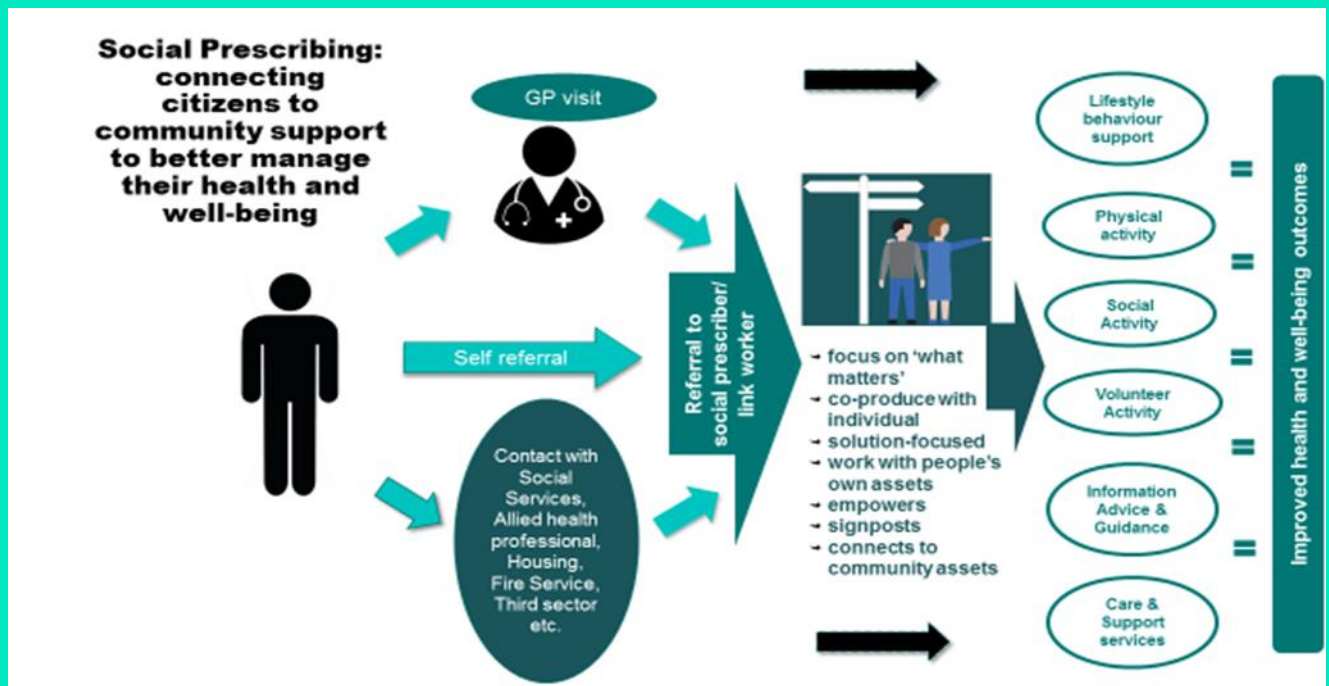 Social Prescribing:
connecting
citizens to
community support
to better manage
their health and
well-being
GP visit
Self referral
Contact with
Social
Services,
Allied health
professional,
Housing,
Fire Service,
Third sector
etc.
Referral to
social prescriber/
link worker
focus on ‘what
matters’
co-produce with
individual
solution-focused
work with people's
own assets
empowers
signposts
connects to
community assets
Lifestyle
behaviour
support
Physical
activity
Social
Activity
Volunteer
Activity
Information
Advice &
Guidance
Care &
Support
services
Improved health and well-being outcomes